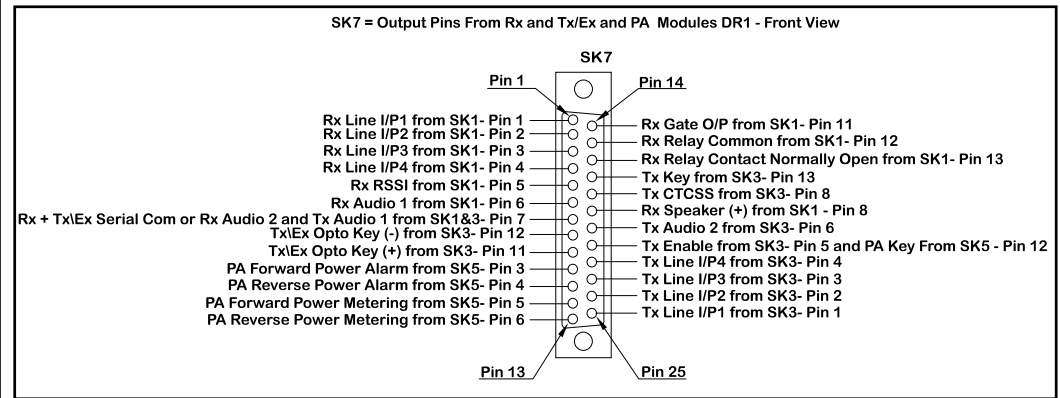 SK7 = Output Pins From Rx and Tx/Ex and PA Modules DR1 - Front View
SK7
Pin 1
Pin 14
Rx Line I/P1 from SK1- Pin 1
Rx Line I/P2 from SK1- Pin 2
Rx Line I/P3 from SK1- Pin 3
Rx Line I/P4 from SK1- Pin 4
Rx RSSI from SK1- Pin 5
Rx Audio 1 from SK1- Pin 6
Rx + Tx\Ex Serial Com or Rx Audio 2 and Tx Audio 1 from SK1&3- Pin 7
Tx\Ex Opto Key (-) from SK3- Pin 12
Tx\Ex Opto Key (+) from SK3- Pin 11
PA Forward Power Alarm from SK5- Pin 3
PA Reverse Power Alarm from SK5- Pin 4
PA Forward Power Metering from SK5- Pin 5
PA Reverse Power Metering from SK5- Pin 6
Rx Gate O/P from SK1- Pin 11
Rx Relay Common from SK1- Pin 12
Rx Relay Contact Normally Open from SK1- Pin 13
Tx Key from SK3- Pin 13
Tx CTCSS from SK3- Pin 8
Rx Speaker (+) from SK1 - Pin 8
Tx Audio 2 from SK3- Pin 6
Tx Enable from SK3- Pin 5 and PA Key From SK5 - Pin 12
Tx Line I/P4 from SK3- Pin 4
Tx Line I/P3 from SK3- Pin 3
Tx Line I/P2 from SK3- Pin 2
Tx Line I/P1 from SK3- Pin 1
Pin 13
Pin 25